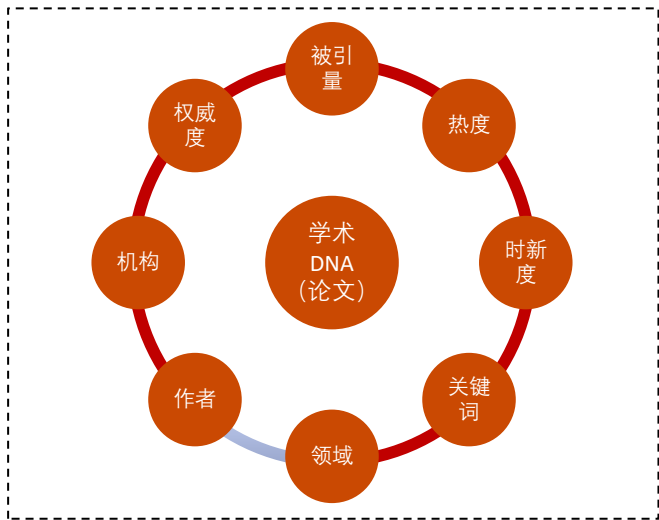 被引
量
热度
时新
度
关键
词
领域
作者
机构
权威
度
学术
DNA
（论文）